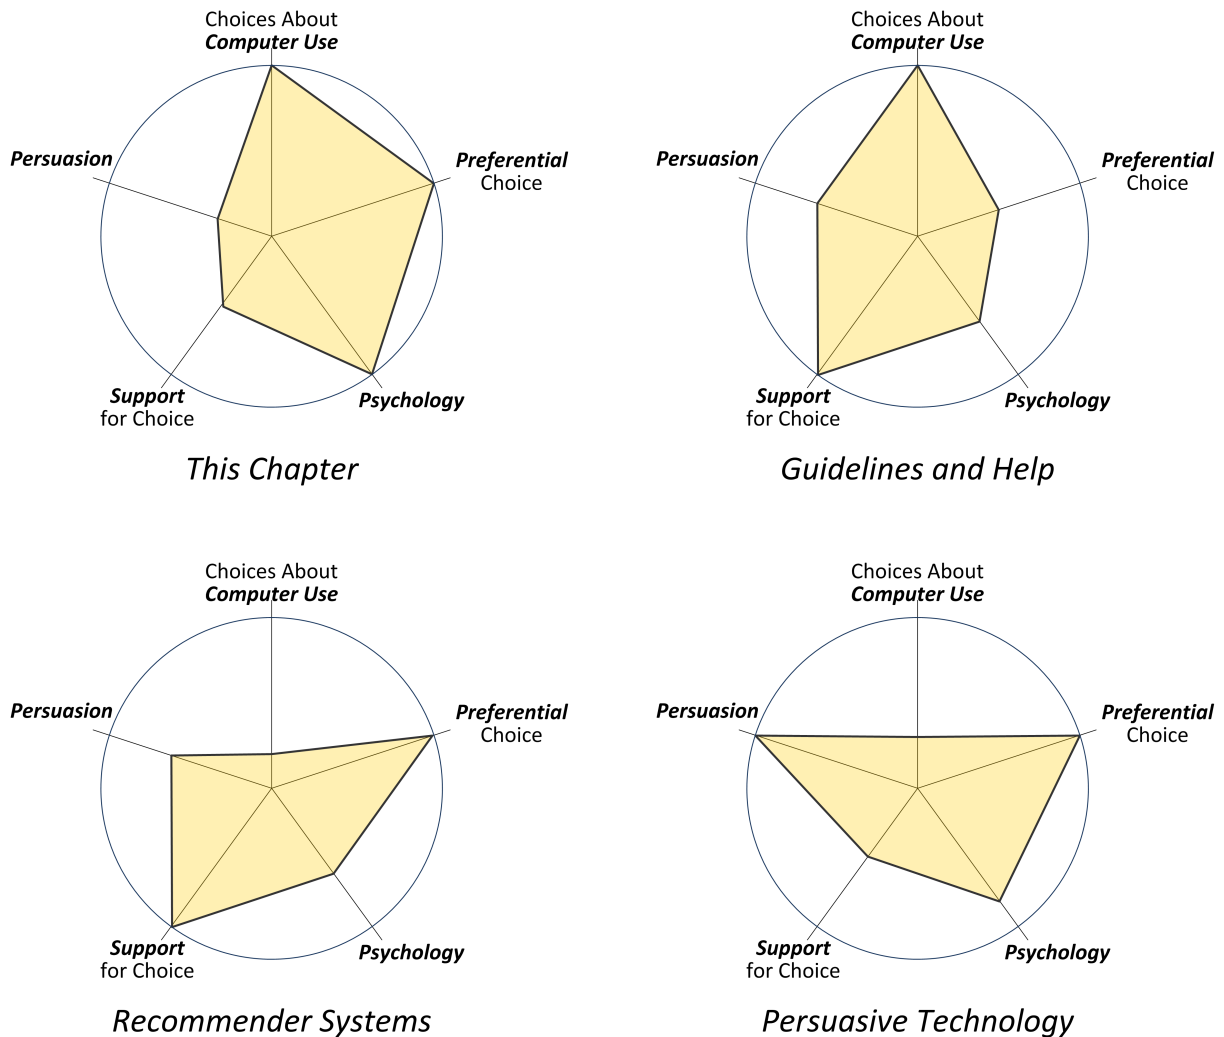 Choices About
Computer Use
Persuasion
Preferential
Choice
Support
for Choice
Psychology
This Chapter
Choices About
Computer Use
Persuasion
Preferential
Choice
Support
for Choice
Psychology
Guidelines and Help
Choices About
Computer Use
Persuasion
Preferential
Choice
Support
for Choice
Psychology
Recommender Systems
Choices About
Computer Use
Persuasion
Preferential
Choice
Support
for Choice
Psychology
Persuasive Technology